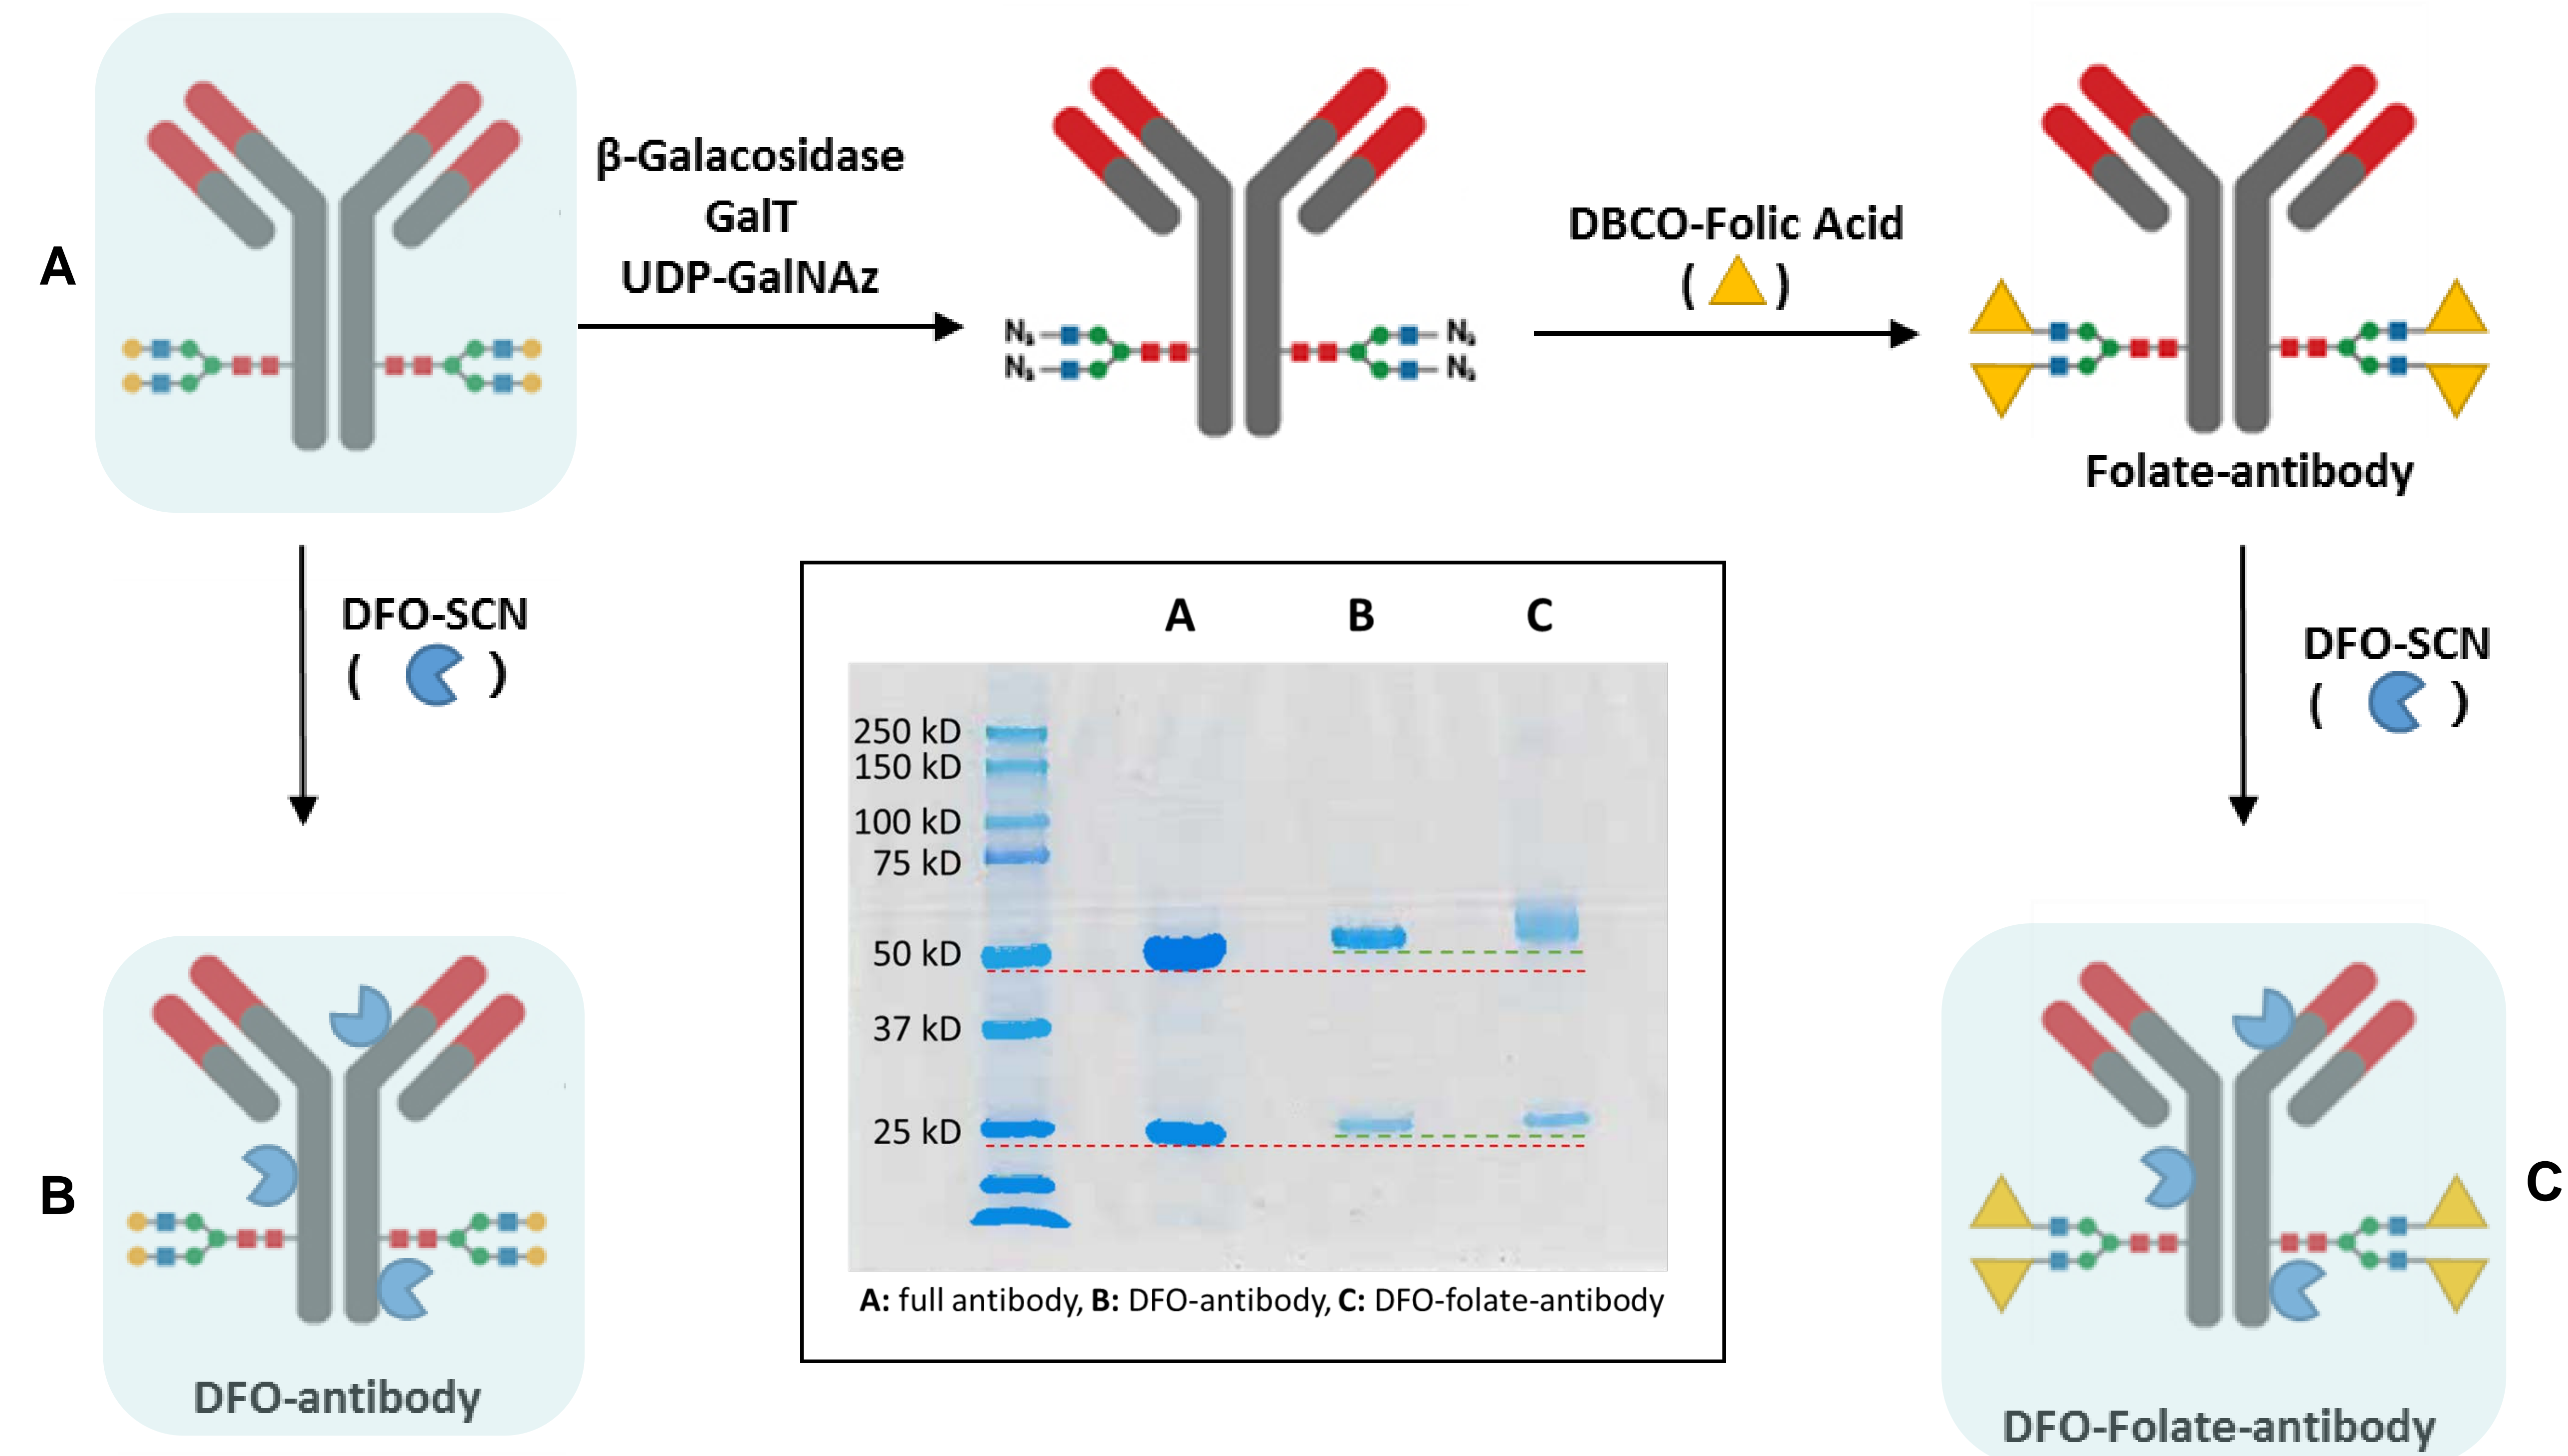 A
β-Galacosidase
GalT
UDP-GalNAz
N₃
N₃
N₃
N₃
DBCO-Folic Acid
( )
Folate-antibody
DFO-SCN
( )
DFO-SCN
( )
A B C
250 kD
150 kD
100 kD
75 kD
50 kD
37 kD
25 kD
A: full antibody, B: DFO-antibody, C: DFO-folate-antibody
B
DFO-antibody
C
DFO-Folate-antibody